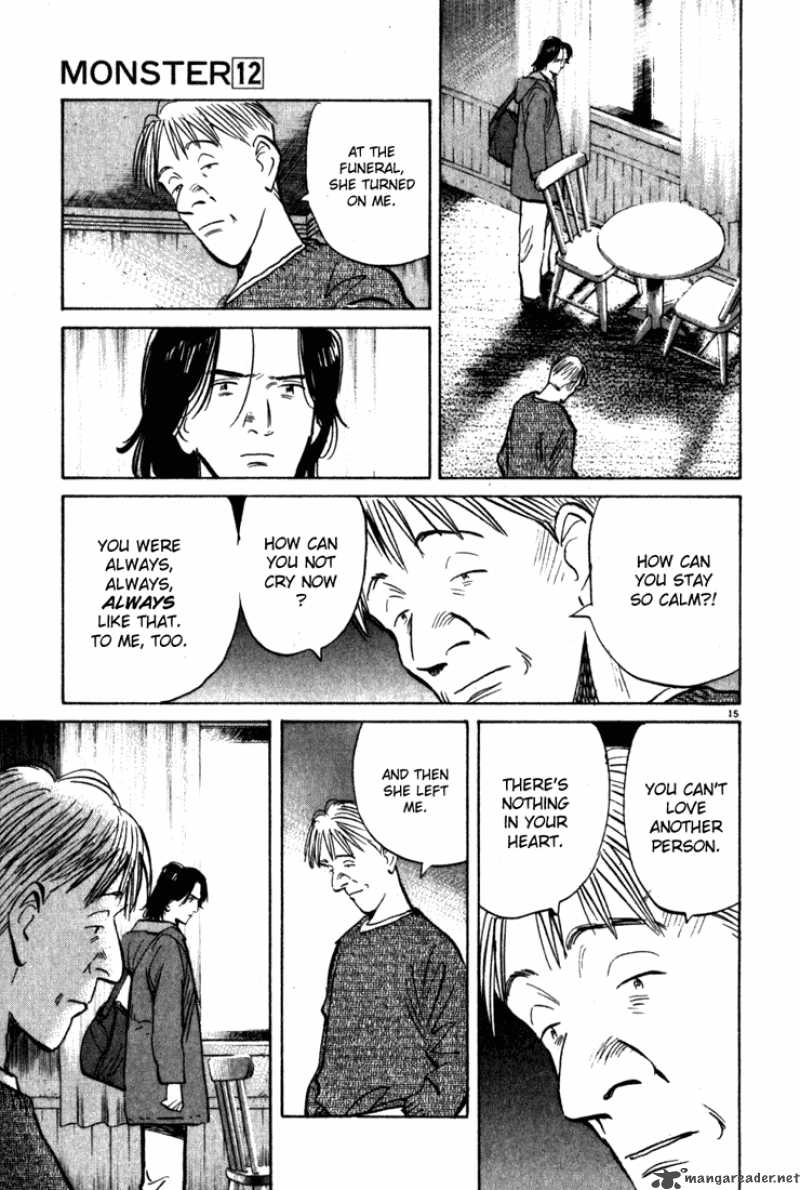 MONSTER 12
AT THE
FUNERAL,
SHE TURNED
ON ME.
HOW CAN
YOU STAY
SO CALM?!
HOW CAN
YOU NOT
CRY NOW
?
YOU WERE
ALWAYS,
ALWAYS,
ALWAYS
LIKE THAT.
TO ME, TOO.
15
YOU CAN'T
LOVE
ANOTHER
PERSON.
THERE'S
NOTHING
IN YOUR
HEART.
AND THEN
SHE LEFT
ME.
mangareader.net